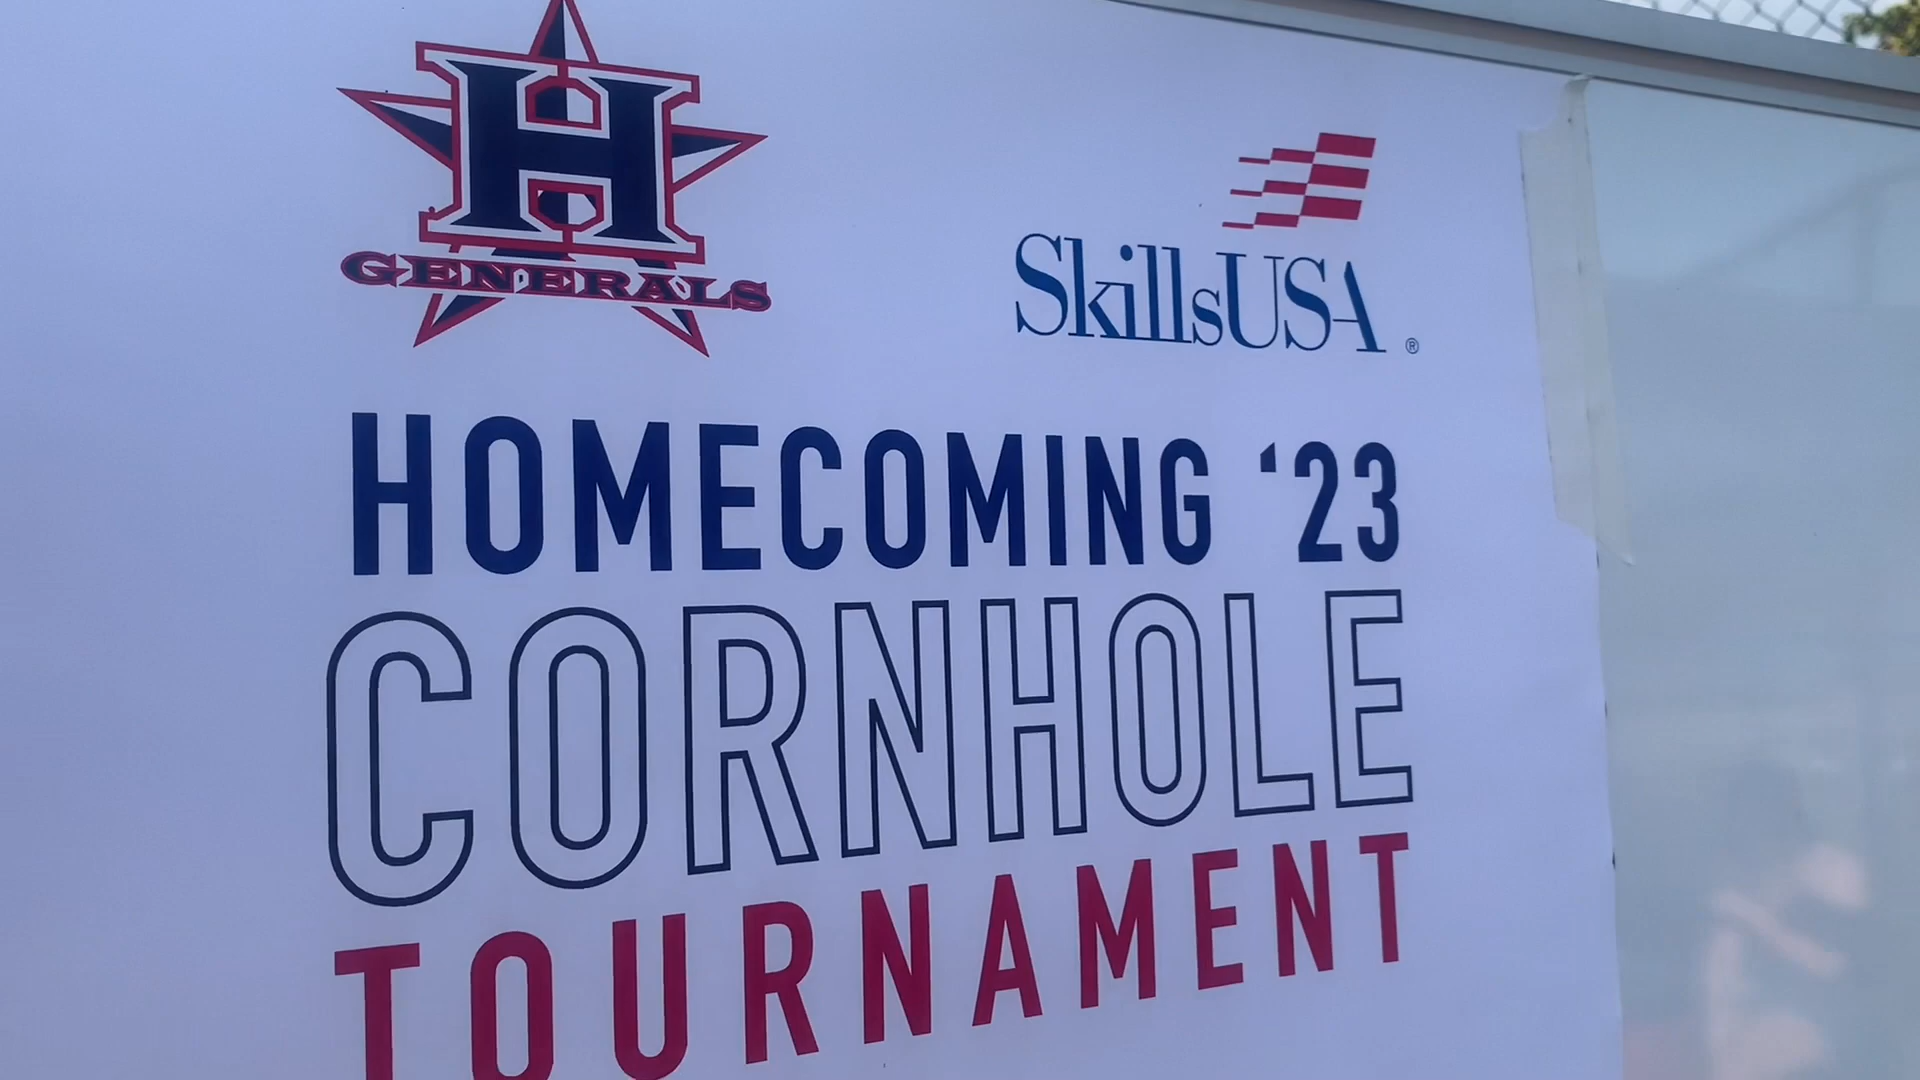 H
GENERALS
SkillsUSA®
HOMECOMING ‘23
CORNHOLE
TOURNAMENT